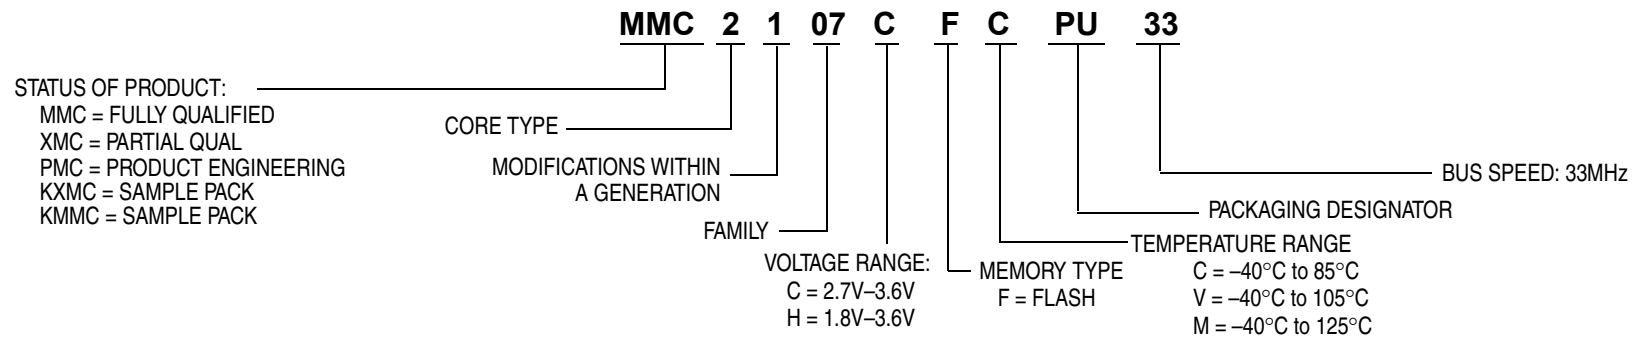 MMC 2 1 07 C F C PU 33
STATUS OF PRODUCT:
MMC = FULLY QUALIFIED
XMC = PARTIAL QUAL
PMC = PRODUCT ENGINEERING
KXMC = SAMPLE PACK
KMMC = SAMPLE PACK
CORE TYPE
MODIFICATIONS WITHIN
A GENERATION
FAMILY
VOLTAGE RANGE:
C = 2.7V–3.6V
H = 1.8V–3.6V
MEMORY TYPE
F = FLASH
TEMPERATURE RANGE
C = –40°C to 85°C
V = –40°C to 105°C
M = –40°C to 125°C
PACKAGING DESIGNATOR
BUS SPEED: 33MHz